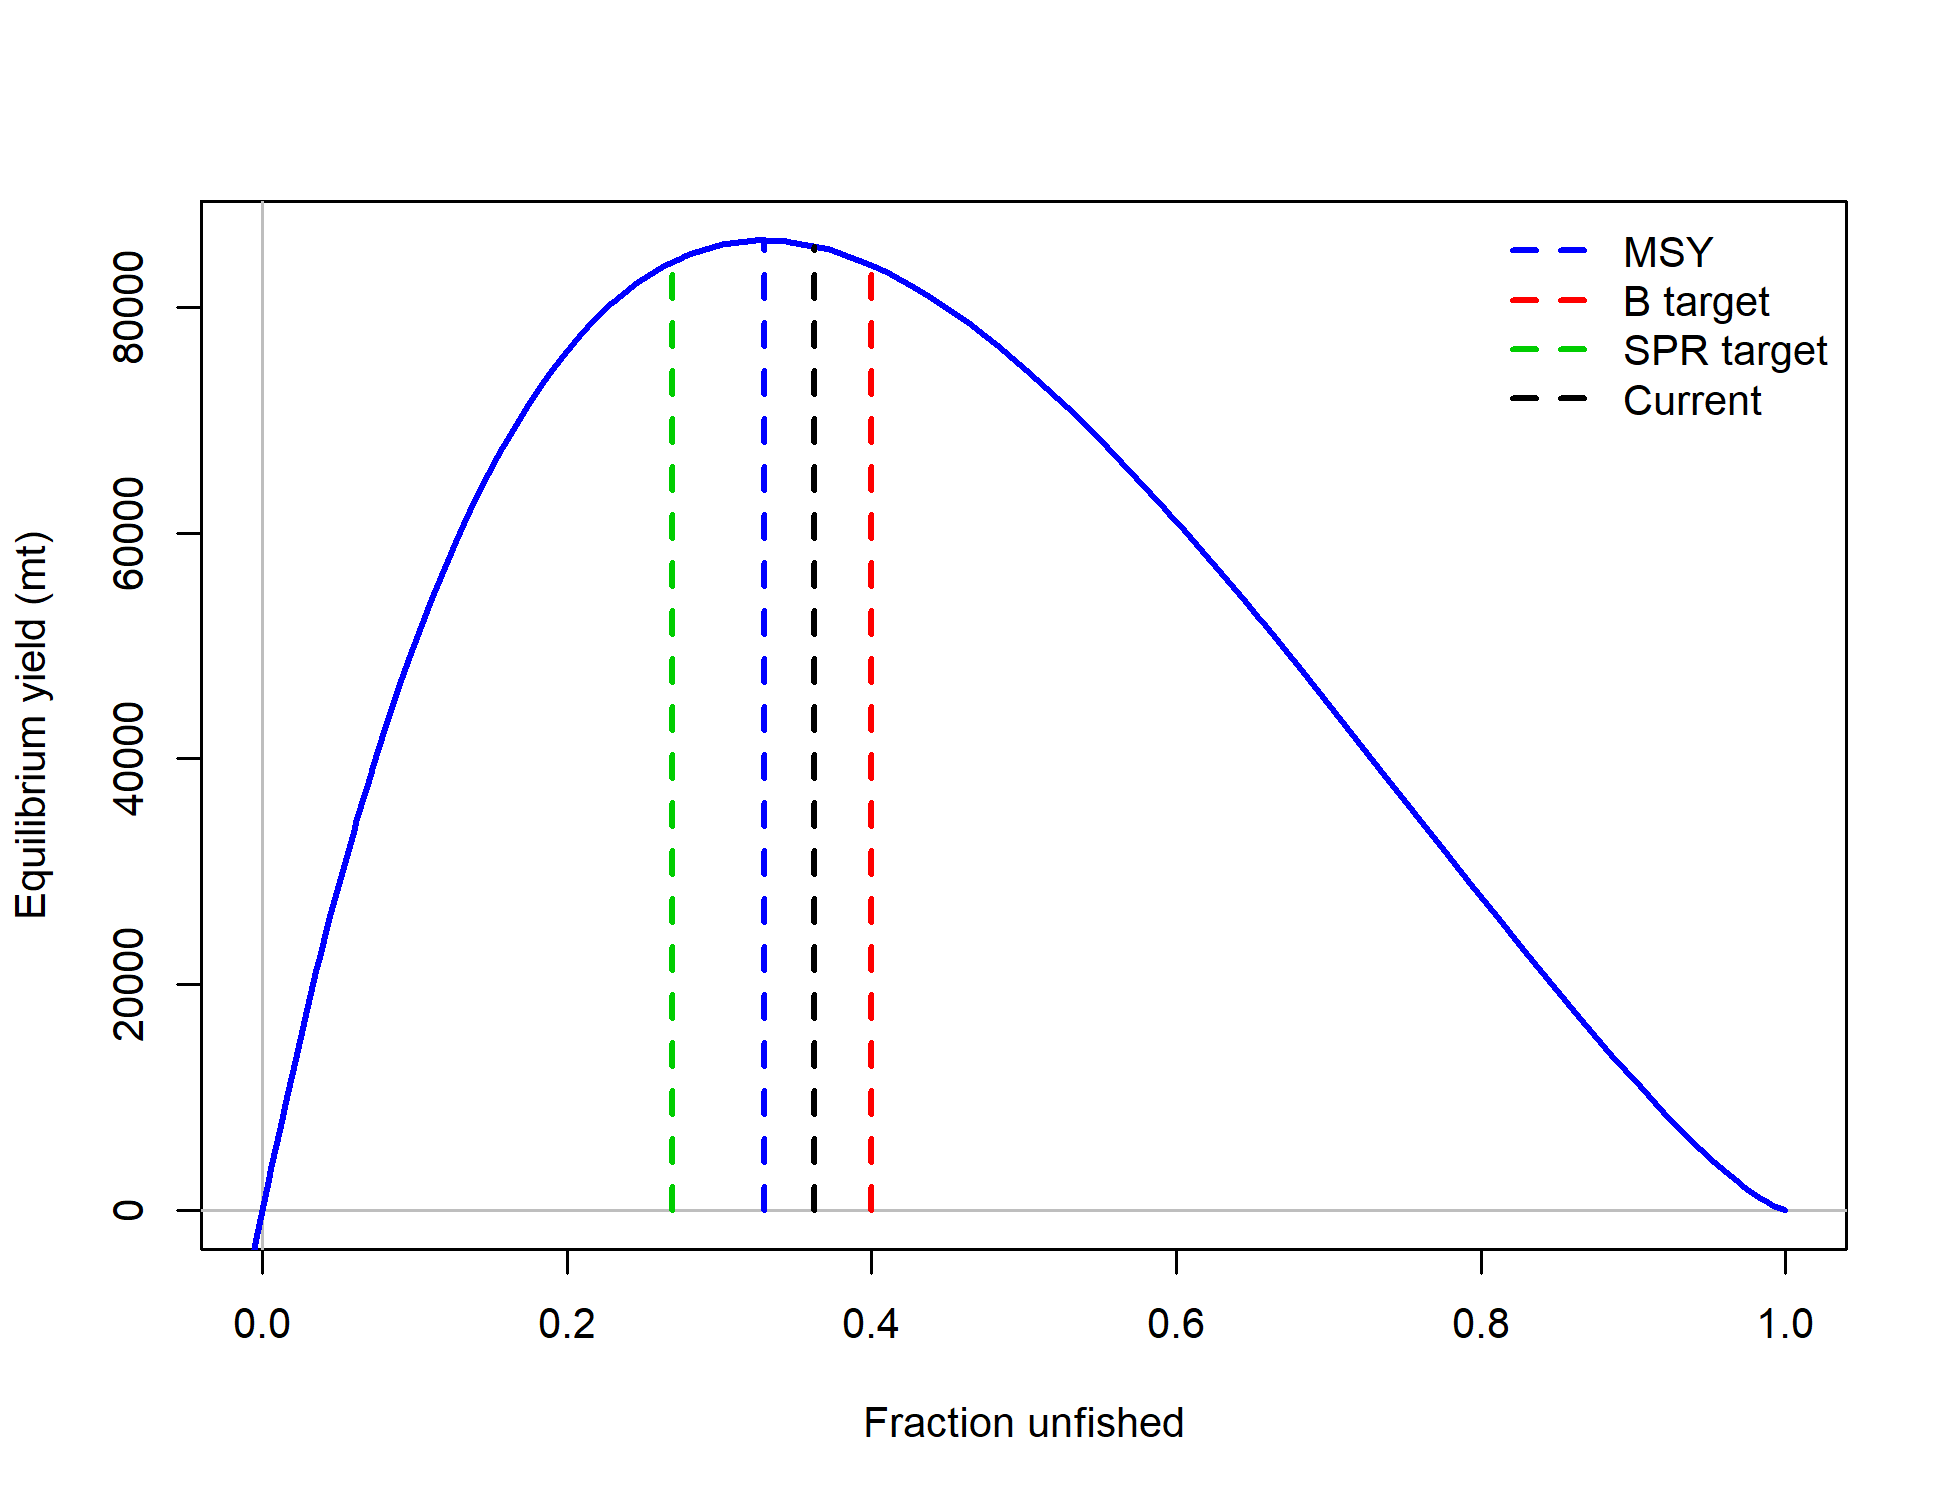 MSY
B target
SPR target
Current
Equilibrium yield (mt)
80000
60000
40000
20000
0
0.0 0.2 0.4 0.6 0.8 1.0
Fraction unfished